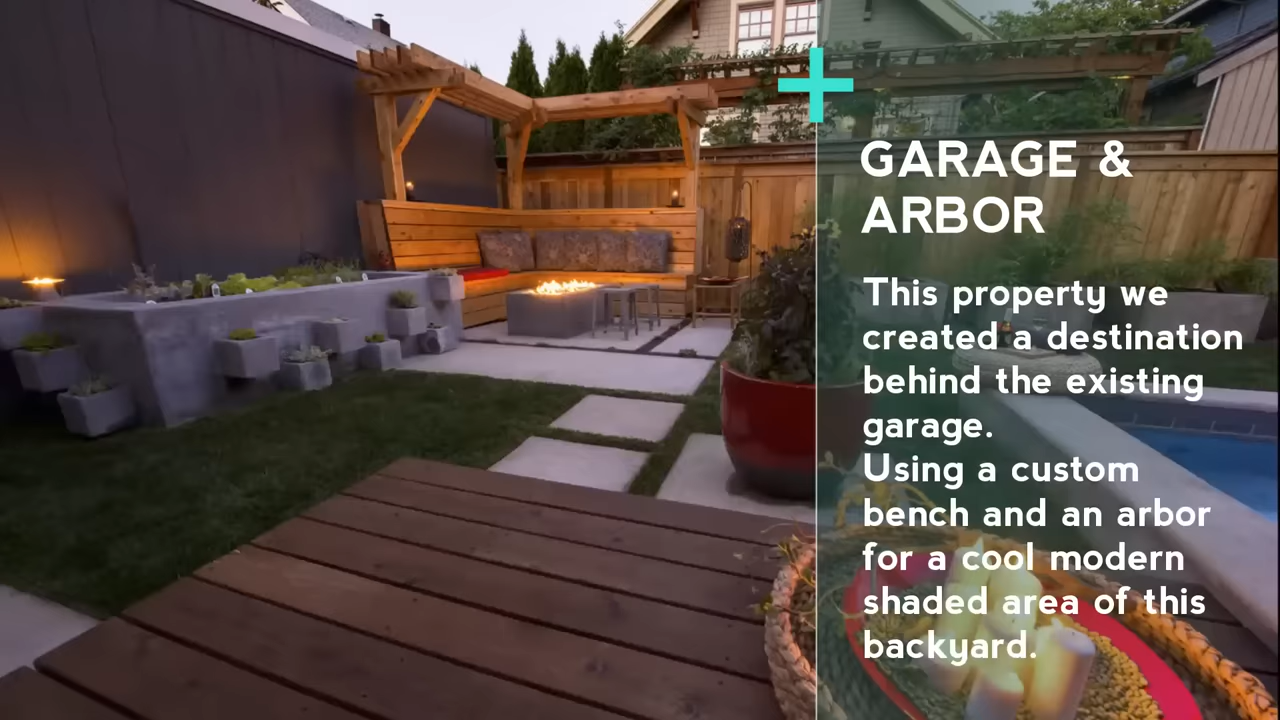 GARAGE &
ARBOR
This property we
created a destination
behind the existing
garage.
Using a custom
bench and an arbor
for a cool modern
shaded area of this
backyard.